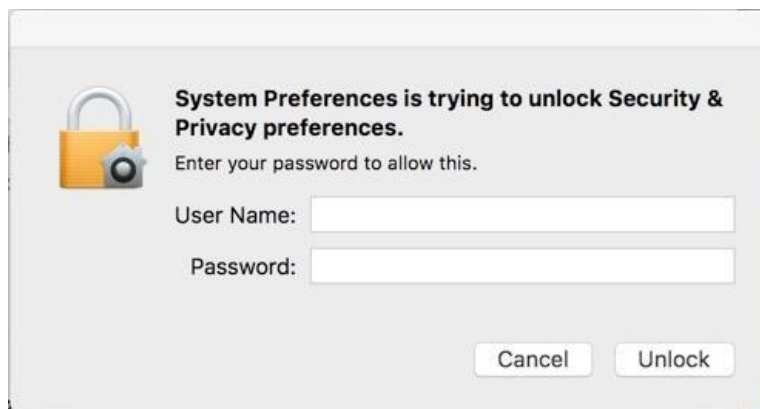 System Preferences is trying to unlock Security &
Privacy preferences.
Enter your password to allow this.
User Name:
Password:
Cancel Unlock